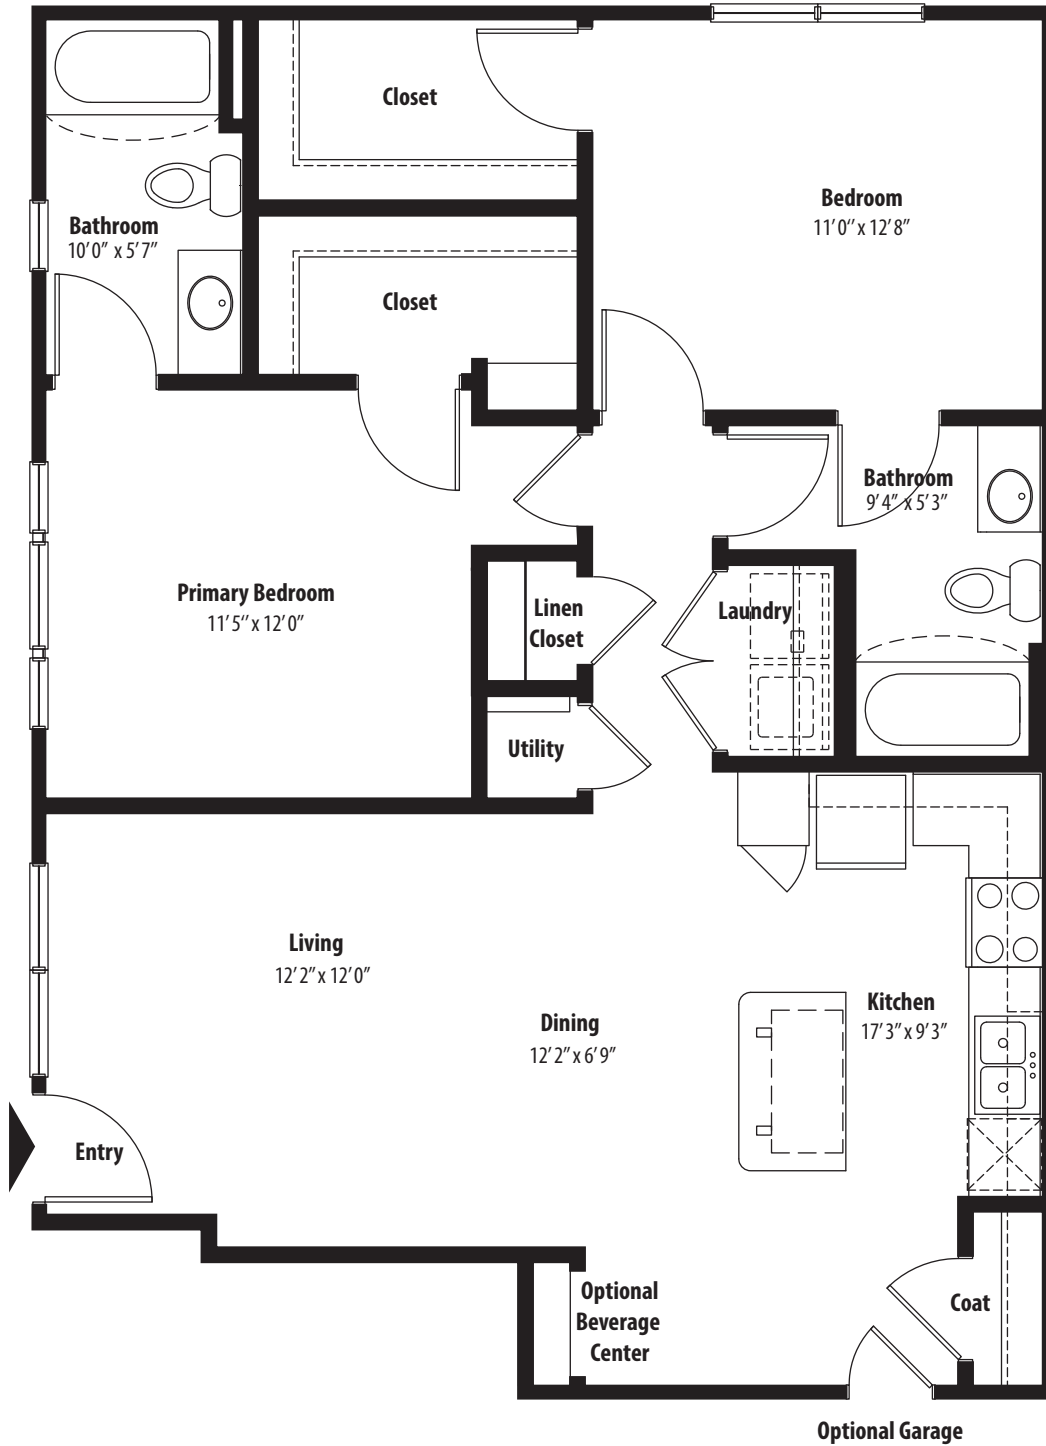 Closet
Bedroom
11'0" x 12'8"
Bathroom
10'0" x 5'7"
Closet
Bathroom
9'4" x 5'3"
Primary Bedroom
11'5" x 12'0"
Linen
Closet
Laundry
Utility
Living
12'2" x 12'0"
Dining
12'2" x 6'9"
Kitchen
17'3" x 9'3"
Entry
Optional
Beverage
Center
Coat
Optional Garage